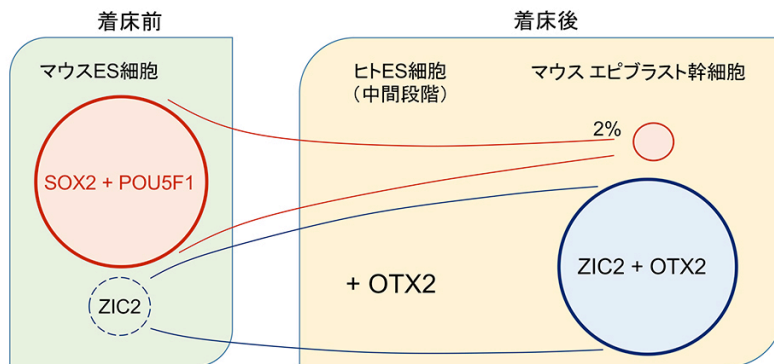 着床前
着床後
マウスES細胞
ヒトES細胞
（中間段階）
マウス エピブラスト幹細胞
2%
SOX2 + POU5F1
ZIC2
+ OTX2
ZIC2 + OTX2